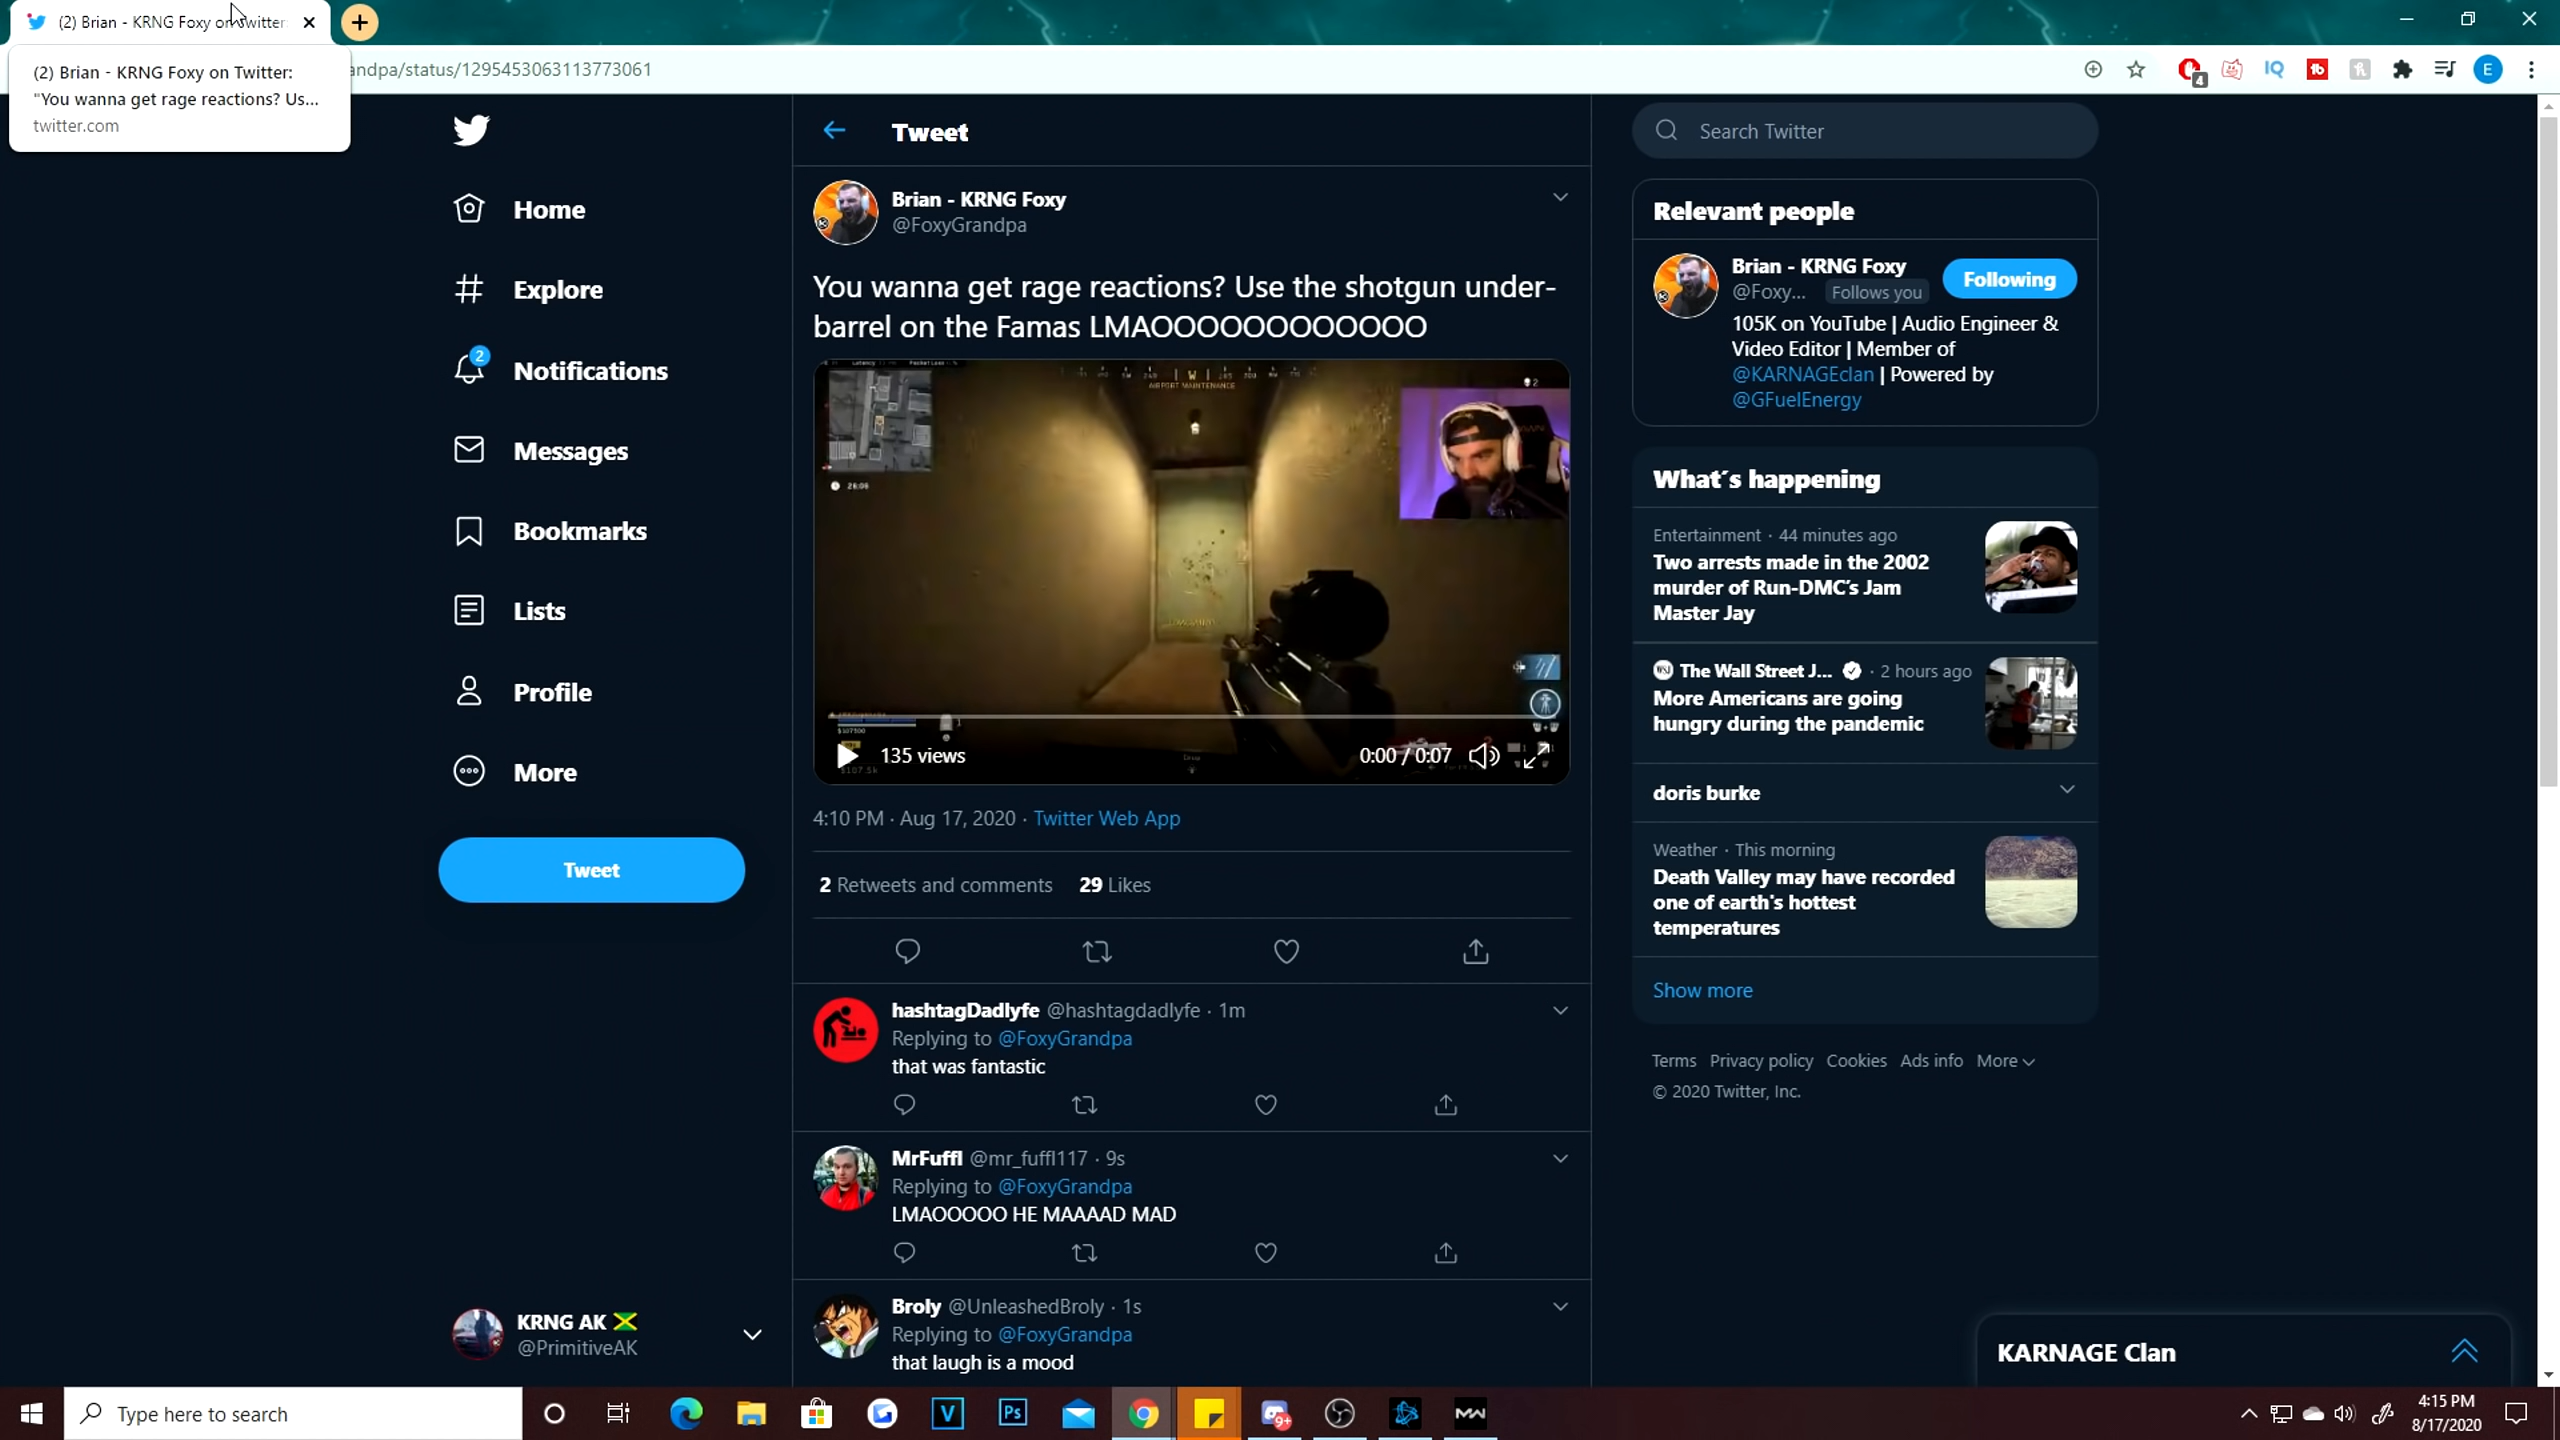 (2) Brian - KRNG Foxy on Twitter:
(2) Brian - KRNG Foxy on Twitter:
"You wanna get rage reactions? Us...
twitter.com
andpa/status/1295453063113773061
4
E
Home
Explore
2
Notifications
Messages
Bookmarks
Lists
Profile
More
Tweet
KRNG AK
@PrimitiveAK
Tweet
Brian - KRNG Foxy
@FoxyGrandpa
You wanna get rage reactions? Use the shotgun under-
barrel on the Famas LMAOOOOOOOOOOOO
AIRPORT MAINTENANCE
W
2
26:06
135 views
0:00 / 0:07
4:10 PM · Aug 17, 2020 · Twitter Web App
2 Retweets and comments 29 Likes
hashtagDadlyfe @hashtagdadlyfe · 1m
Replying to @FoxyGrandpa
that was fantastic
MrFuffl @mr_fuffl117 · 9s
Replying to @FoxyGrandpa
LMAOOOOO HE MAAAAD MAD
Broly @UnleashedBroly · 1s
Replying to @FoxyGrandpa
that laugh is a mood
Search Twitter
Relevant people
Brian - KRNG Foxy
@Foxy... Follows you
Following
105K on YouTube | Audio Engineer &
Video Editor | Member of
@KARNAGEclan | Powered by
@GFuelEnergy
What's happening
Entertainment · 44 minutes ago
Two arrests made in the 2002
murder of Run-DMC's Jam
Master Jay
The Wall Street J... · 2 hours ago
More Americans are going
hungry during the pandemic
doris burke
Weather · This morning
Death Valley may have recorded
one of earth's hottest
temperatures
Show more
Terms Privacy policy Cookies Ads info More
© 2020 Twitter, Inc.
KARNAGE Clan
Type here to search
V
Ps
9+
MW
4:15 PM
8/17/2020